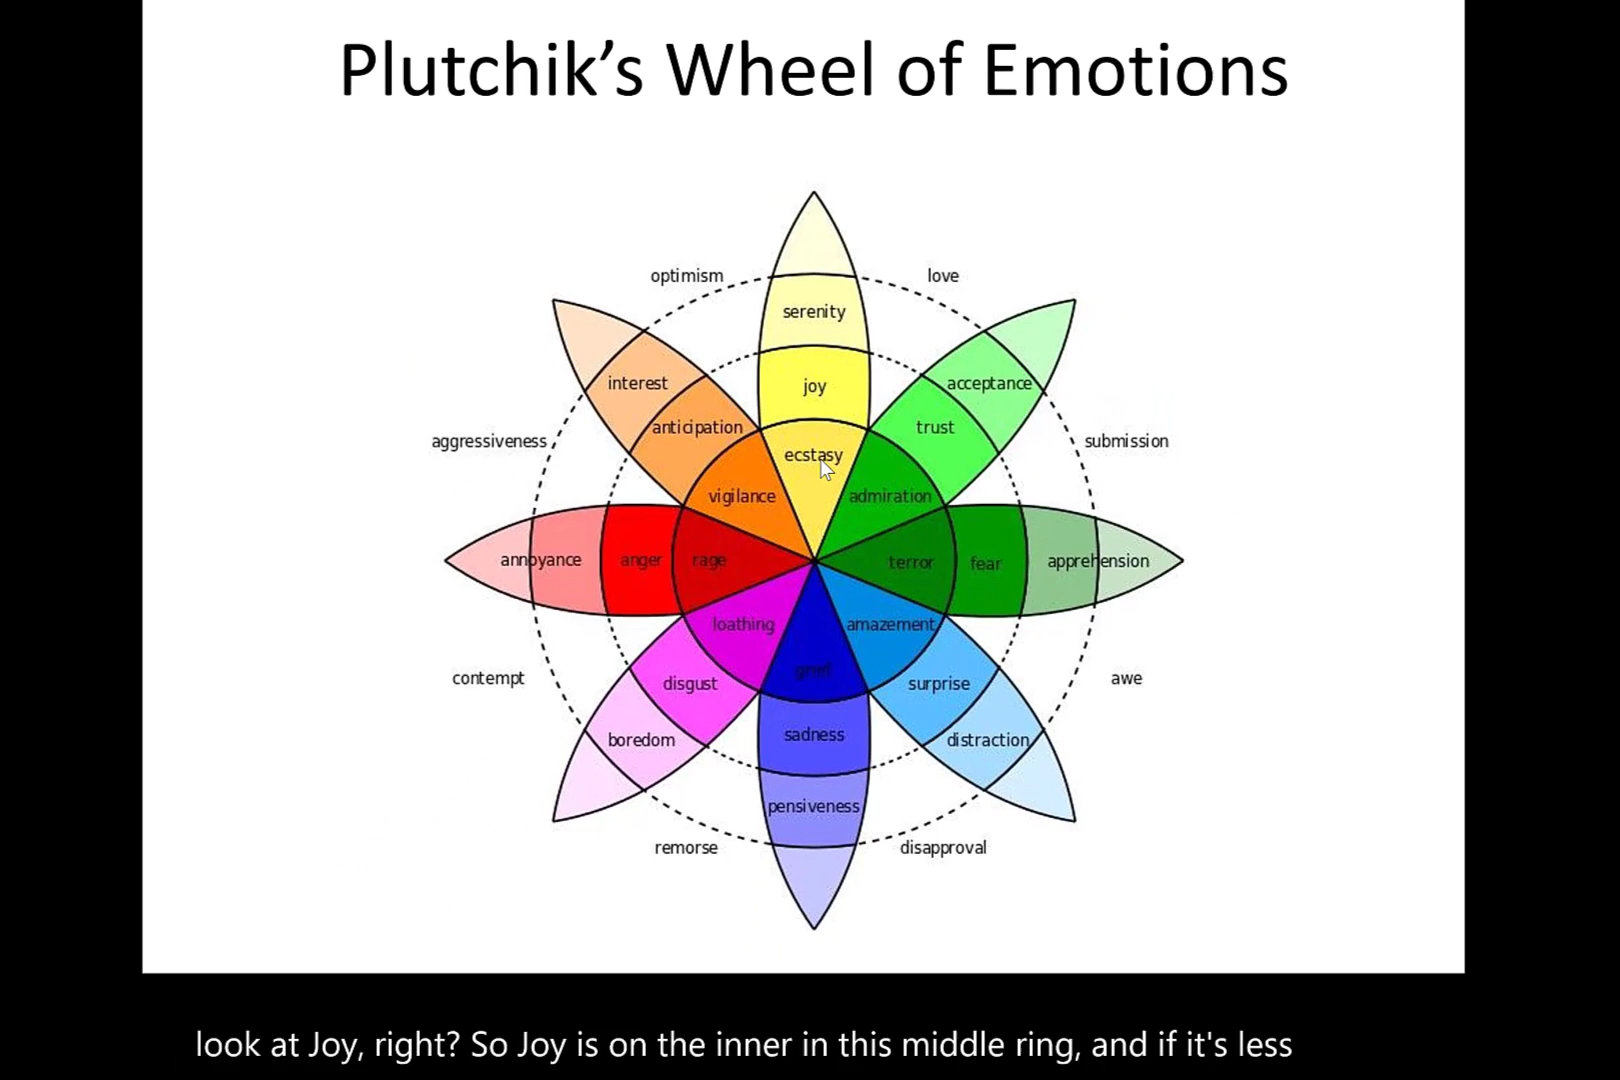 Plutchik’s Wheel of Emotions
optimism
love
serenity
interest
joy
acceptance
anticipation
trust
aggressiveness
submission
ecstasy
vigilance
admiration
annoyance
anger
rage
terror
fear
apprehension
loathing
amazement
grief
contempt
awe
disgust
surprise
boredom
sadness
distraction
pensiveness
remorse
disapproval
look at Joy, right? So Joy is on the inner in this middle ring, and if it's less